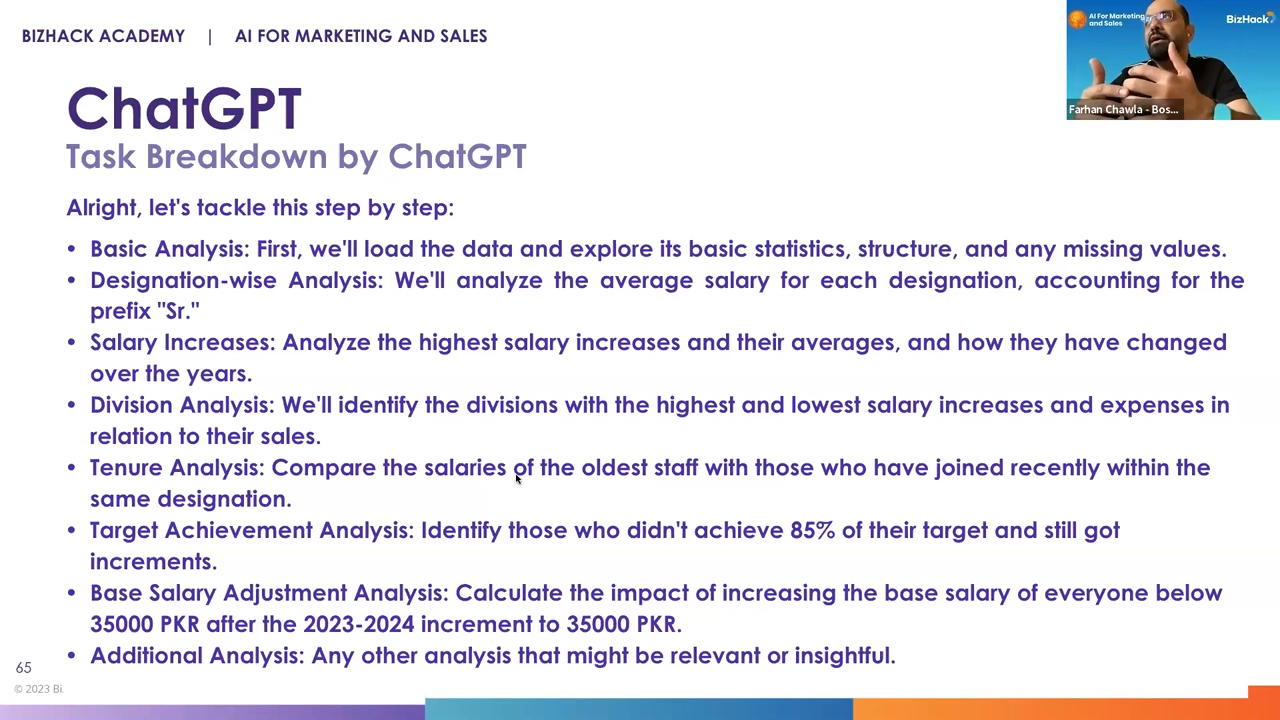 BIZHACK ACADEMY | AI FOR MARKETING AND SALES
AI For Marketing
and Sales
BizHack
Farhan Chawla - Bos...
ChatGPT
Task Breakdown by ChatGPT
Alright, let's tackle this step by step:
• Basic Analysis: First, we'll load the data and explore its basic statistics, structure, and any missing values.
• Designation-wise Analysis: We'll analyze the average salary for each designation, accounting for the
prefix "Sr."
• Salary Increases: Analyze the highest salary increases and their averages, and how they have changed
over the years.
• Division Analysis: We'll identify the divisions with the highest and lowest salary increases and expenses in
relation to their sales.
• Tenure Analysis: Compare the salaries of the oldest staff with those who have joined recently within the
same designation.
• Target Achievement Analysis: Identify those who didn't achieve 85% of their target and still got
increments.
• Base Salary Adjustment Analysis: Calculate the impact of increasing the base salary of everyone below
35000 PKR after the 2023-2024 increment to 35000 PKR.
• Additional Analysis: Any other analysis that might be relevant or insightful.
65
© 2023 Bi.